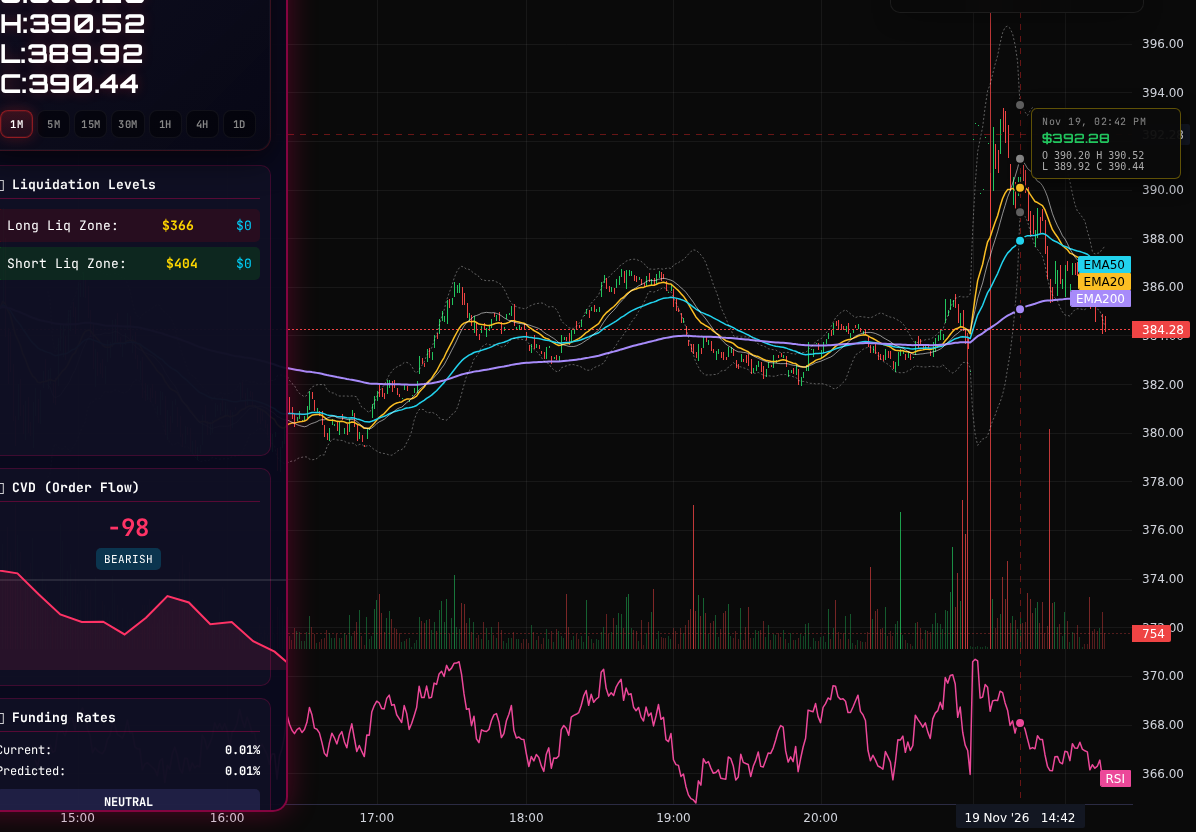 H:390.52
L:389.92
C:390.44
1M 5M 15M 30M 1H 4H 1D
Liquidation Levels
Long Liq Zone: $366 $0
Short Liq Zone: $404 $0
CVD (Order Flow)
-98
BEARISH
Funding Rates
Current: 0.01%
Predicted: 0.01%
NEUTRAL
Nov 19, 02:42 PM
$392.28
O 390.20 H 390.52
L 389.92 C 390.44
396.00
394.00
390.00
388.00
EMA50
EMA20
386.00
EMA200
384.28
382.00
380.00
378.00
376.00
374.00
754
370.00
368.00
366.00
RSI
15:00 16:00 17:00 18:00 19:00 20:00 19 Nov '26 14:42